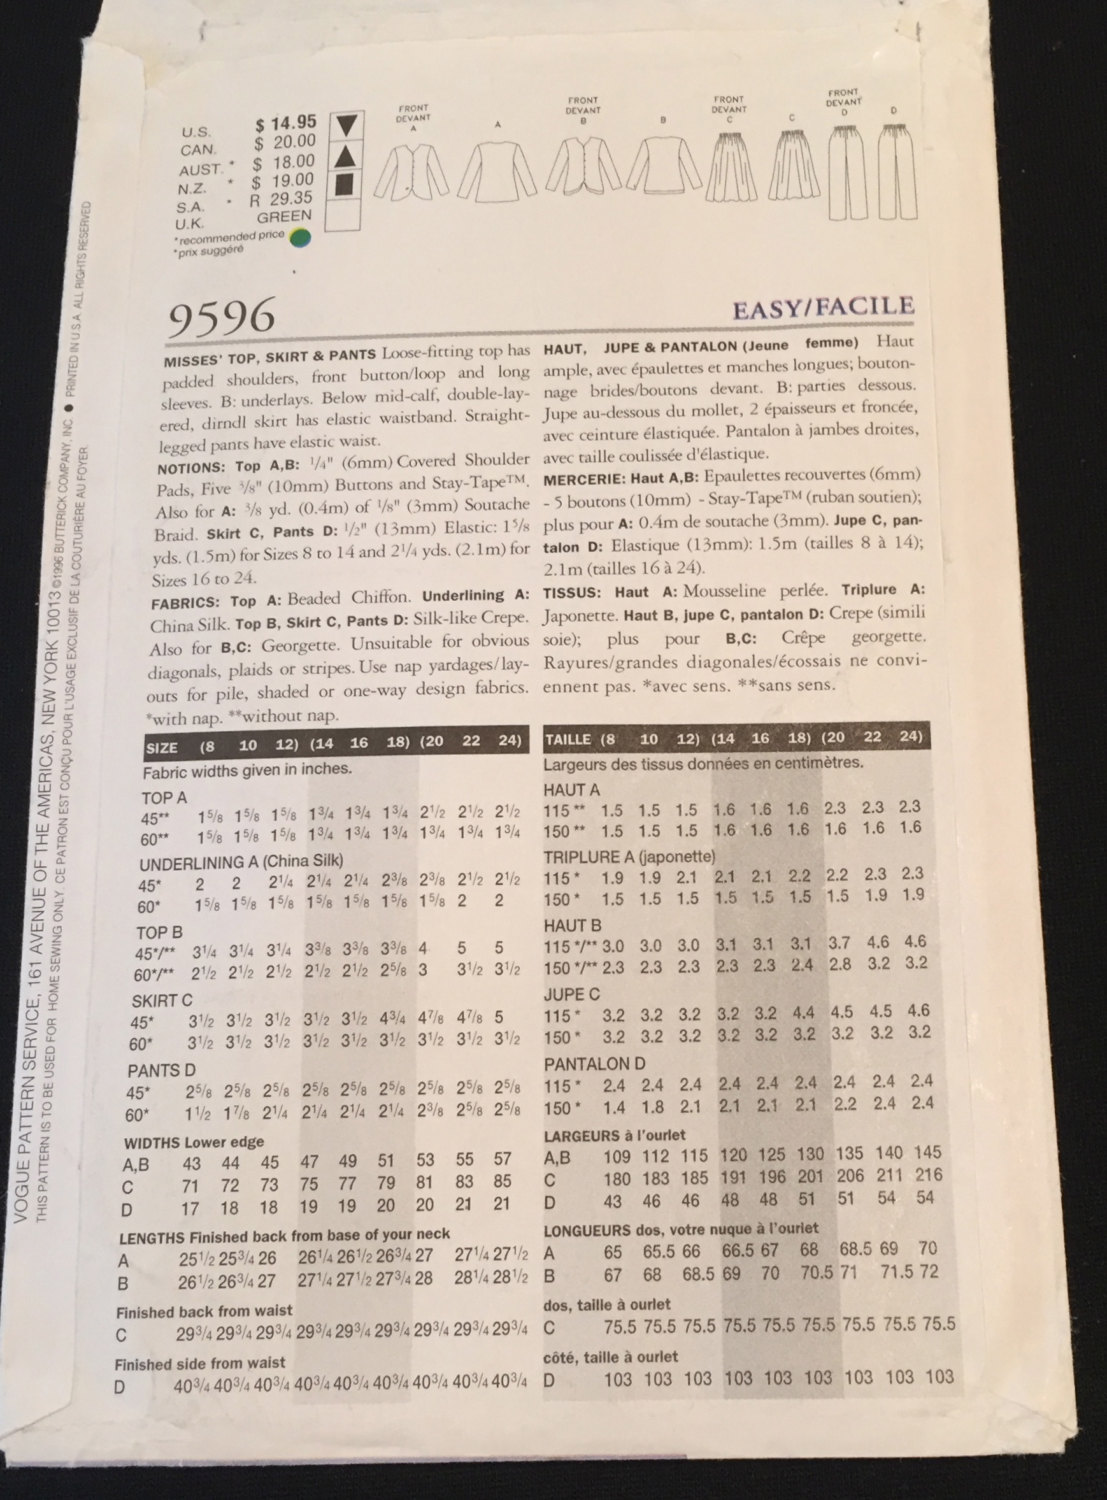 U.S. $ 14.95
CAN. $ 20.00
AUST. * $ 18.00
N.Z. * $ 19.00
S.A. * R 29.35
U.K. GREEN
*recommended price
*prix suggéré
FRONT
DEVANT
A
A
FRONT
DEVANT
B
B
FRONT
DEVANT
C
C
FRONT
DEVANT
D
D
9596
EASY/FACILE
MISSES' TOP, SKIRT & PANTS Loose-fitting top has
padded shoulders, front button/loop and long
sleeves. B: underlays. Below mid-calf, double-lay-
ered, dirndl skirt has elastic waistband. Straight-
legged pants have elastic waist.
NOTIONS: Top A,B: 1/4" (6mm) Covered Shoulder
Pads, Five 3/8" (10mm) Buttons and Stay-Tape™.
Also for A: 3/8 yd. (0.4m) of 1/8" (3mm) Soutache
Braid. Skirt C, Pants D: 1/2" (13mm) Elastic: 1 5/8
yds. (1.5m) for Sizes 8 to 14 and 2 1/4 yds. (2.1m) for
Sizes 16 to 24.
FABRICS: Top A: Beaded Chiffon. Underlining A:
China Silk. Top B, Skirt C, Pants D: Silk-like Crepe.
Also for B,C: Georgette. Unsuitable for obvious
diagonals, plaids or stripes. Use nap yardages/lay-
outs for pile, shaded or one-way design fabrics.
*with nap. **without nap.
HAUT, JUPE & PANTALON (Jeune femme) Haut
ample, avec épaulettes et manches longues; bouton-
nage brides/boutons devant. B: parties dessous.
Jupe au-dessous du mollet, 2 épaisseurs et froncée,
avec ceinture élastiquée. Pantalon à jambes droites,
avec taille coulissée d'élastique.
MERCERIE: Haut A,B: Epaulettes recouvertes (6mm)
- 5 boutons (10mm) - Stay-Tape™ (ruban soutien);
plus pour A: 0.4m de soutache (3mm). Jupe C, pan-
talon D: Elastique (13mm): 1.5m (tailles 8 à 14);
2.1m (tailles 16 à 24).
TISSUS: Haut A: Mousseline perlée. Triplure A:
Japonette. Haut B, jupe C, pantalon D: Crepe (simili
soie); plus pour B,C: Crêpe georgette.
Rayures/grandes diagonales/écossais ne convi-
ennent pas. *avec sens. **sans sens.
SIZE (8 10 12) (14 16 18) (20 22 24)
Fabric widths given in inches.
TOP A
45** 1 5/8 1 5/8 1 5/8 1 3/4 1 3/4 1 3/4 2 1/2 2 1/2 2 1/2
60** 1 5/8 1 5/8 1 5/8 1 3/4 1 3/4 1 3/4 1 3/4 1 3/4 1 3/4
UNDERLINING A (China Silk)
45* 2 2 2 1/4 2 1/4 2 1/4 2 3/8 2 3/8 2 1/2 2 1/2
60* 1 5/8 1 5/8 1 5/8 1 5/8 1 5/8 1 5/8 1 5/8 2 2
TOP B
45*/** 3 1/4 3 1/4 3 1/4 3 3/8 3 3/8 3 3/8 4 5 5
60*/** 2 1/2 2 1/2 2 1/2 2 1/2 2 1/2 2 5/8 3 3 1/2 3 1/2
SKIRT C
45* 3 1/2 3 1/2 3 1/2 3 1/2 3 1/2 4 3/4 4 7/8 4 7/8 5
60* 3 1/2 3 1/2 3 1/2 3 1/2 3 1/2 3 1/2 3 1/2 3 1/2 3 1/2
PANTS D
45* 2 5/8 2 5/8 2 5/8 2 5/8 2 5/8 2 5/8 2 5/8 2 5/8 2 5/8
60* 1 1/2 1 7/8 2 1/4 2 1/4 2 1/4 2 1/4 2 3/8 2 5/8 2 5/8
WIDTHS Lower edge
A,B 43 44 45 47 49 51 53 55 57
C 71 72 73 75 77 79 81 83 85
D 17 18 18 19 19 20 20 21 21
LENGTHS Finished back from base of your neck
A 25 1/2 25 3/4 26 26 1/4 26 1/2 26 3/4 27 27 1/4 27 1/2
B 26 1/2 26 3/4 27 27 1/4 27 1/2 27 3/4 28 28 1/4 28 1/2
Finished back from waist
C 29 3/4 29 3/4 29 3/4 29 3/4 29 3/4 29 3/4 29 3/4 29 3/4 29 3/4
Finished side from waist
D 40 3/4 40 3/4 40 3/4 40 3/4 40 3/4 40 3/4 40 3/4 40 3/4 40 3/4
TAILLE (8 10 12) (14 16 18) (20 22 24)
Largeurs des tissus données en centimètres.
HAUT A
115** 1.5 1.5 1.5 1.6 1.6 1.6 2.3 2.3 2.3
150** 1.5 1.5 1.5 1.6 1.6 1.6 1.6 1.6 1.6
TRIPLURE A (japonette)
115* 1.9 1.9 2.1 2.1 2.1 2.2 2.2 2.3 2.3
150* 1.5 1.5 1.5 1.5 1.5 1.5 1.5 1.9 1.9
HAUT B
115*/** 3.0 3.0 3.0 3.1 3.1 3.1 3.7 4.6 4.6
150*/** 2.3 2.3 2.3 2.3 2.3 2.4 2.8 3.2 3.2
JUPE C
115* 3.2 3.2 3.2 3.2 3.2 4.4 4.5 4.5 4.6
150* 3.2 3.2 3.2 3.2 3.2 3.2 3.2 3.2 3.2
PANTALON D
115* 2.4 2.4 2.4 2.4 2.4 2.4 2.4 2.4 2.4
150* 1.4 1.8 2.1 2.1 2.1 2.1 2.2 2.4 2.4
LARGEURS à l'ourlet
A,B 109 112 115 120 125 130 135 140 145
C 180 183 185 191 196 201 206 211 216
D 43 46 46 48 48 51 51 54 54
LONGUEURS dos, votre nuque à l'ourlet
A 65 65.5 66 66.5 67 68 68.5 69 70
B 67 68 68.5 69 70 70.5 71 71.5 72
dos, taille à ourlet
C 75.5 75.5 75.5 75.5 75.5 75.5 75.5 75.5 75.5
côté, taille à ourlet
D 103 103 103 103 103 103 103 103 103
VOGUE PATTERN SERVICE, 161 AVENUE OF THE AMERICAS, NEW YORK 10013 ©1996 BUTTERICK COMPANY, INC. ● PRINTED IN U.S.A. ALL RIGHTS RESERVED
THIS PATTERN IS TO BE USED FOR HOME SEWING ONLY. CE PATRON EST CONÇU POUR L'USAGE EXCLUSIF DE LA COUTURIÈRE AU FOYER